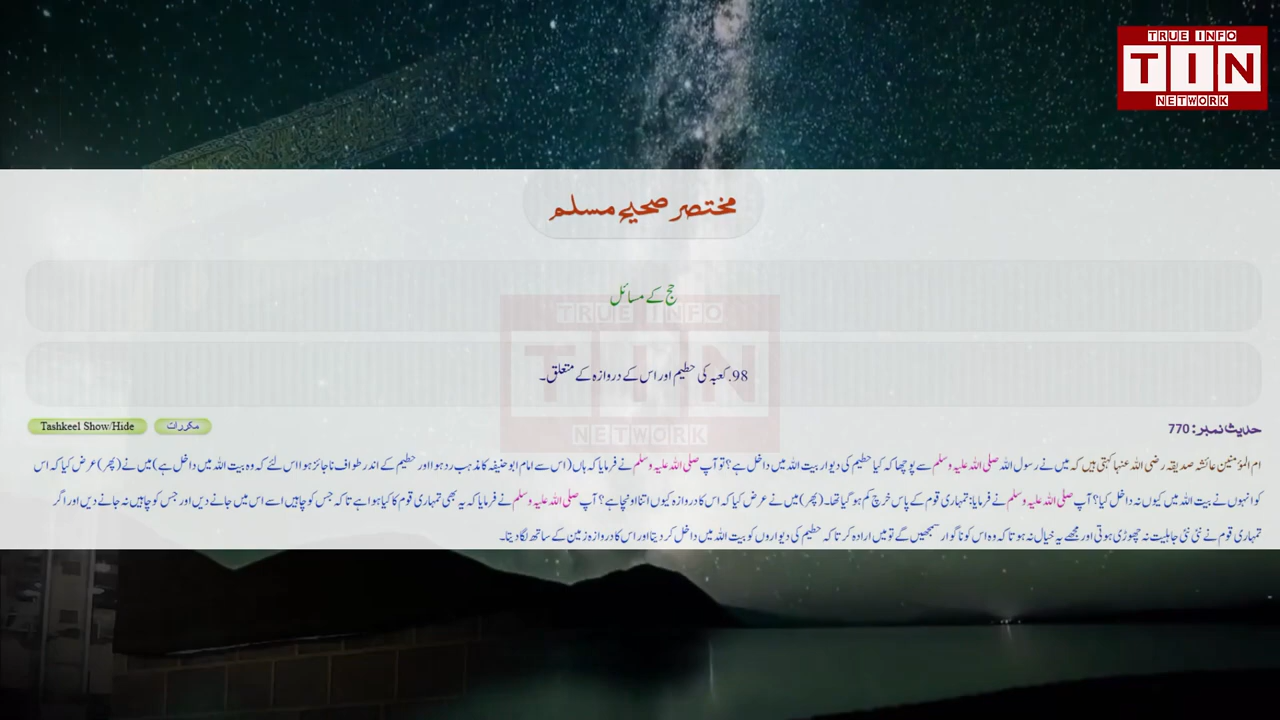 TRUE INFO
TIN
NETWORK
مختصر صحیح مسلم
حج کے مسائل
TRUE INFO
TIN
NETWORK
98. کعبہ کی حطیم اور اس کے دروازہ کے متعلق۔
Tashkeel Show/Hide
مکررات
حدیث نمبر: 770
ام المؤمنین عائشہ صدیقہ رضی اللہ عنہا کہتی ہیں کہ میں نے رسول اللہ صلی اللہ علیہ وسلم سے پوچھا کہ کیا حطیم کی دیوار بیت اللہ میں داخل ہے؟ تو آپ صلی اللہ علیہ وسلم نے فرمایا کہ ہاں (اس سے امام ابو حنیفہ کا مذہب رد ہوا اور حطیم کے اندر طواف ناجائز ہوا اس لئے کہ وہ بیت اللہ میں داخل ہے) میں نے (پھر) عرض کیا کہ اس
کو انہوں نے بیت اللہ میں کیوں نہ داخل کیا؟ آپ صلی اللہ علیہ وسلم نے فرمایا: تمہاری قوم کے پاس خرچ کم ہو گیا تھا۔ (پھر) میں نے عرض کیا کہ اس کا دروازہ کیوں اتنا اونچا ہے؟ آپ صلی اللہ علیہ وسلم نے فرمایا کہ یہ بھی تمہاری قوم کا کیا ہوا ہے تاکہ جس کو چاہیں اسے اس میں جانے دیں اور جس کو چاہیں نہ جانے دیں اور اگر
تمہاری قوم نے نئی نئی جاہلیت نہ چھوڑی ہوتی اور مجھے یہ خیال نہ ہوتا کہ وہ اس کو ناگوار سمجھیں گے تو میں ارادہ کرتا کہ حطیم کی دیواروں کو بیت اللہ میں داخل کر دیتا اور اس کا دروازہ زمین کے ساتھ لگا دیتا۔